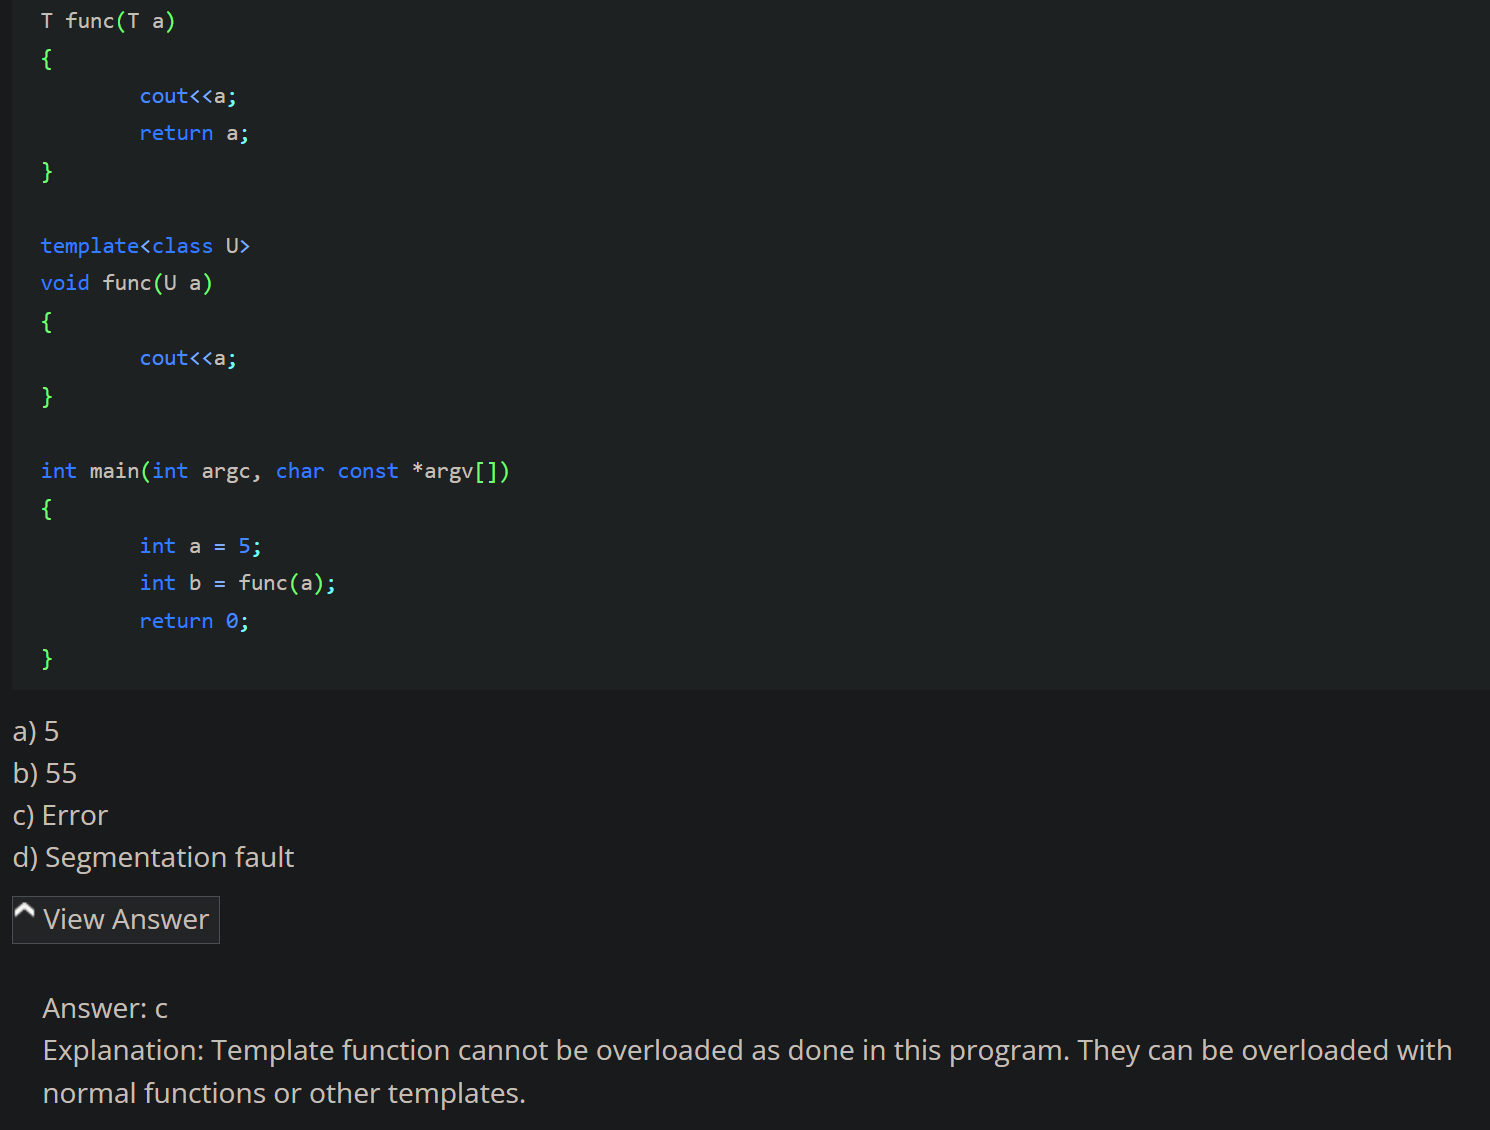 T func(T a)
{
cout<<a;
return a;
}
template<class U>
void func(U a)
{
cout<<a;
}
int main(int argc, char const *argv[])
{
int a = 5;
int b = func(a);
return 0;
}
a) 5
b) 55
c) Error
d) Segmentation fault
View Answer
Answer: c
Explanation: Template function cannot be overloaded as done in this program. They can be overloaded with
normal functions or other templates.